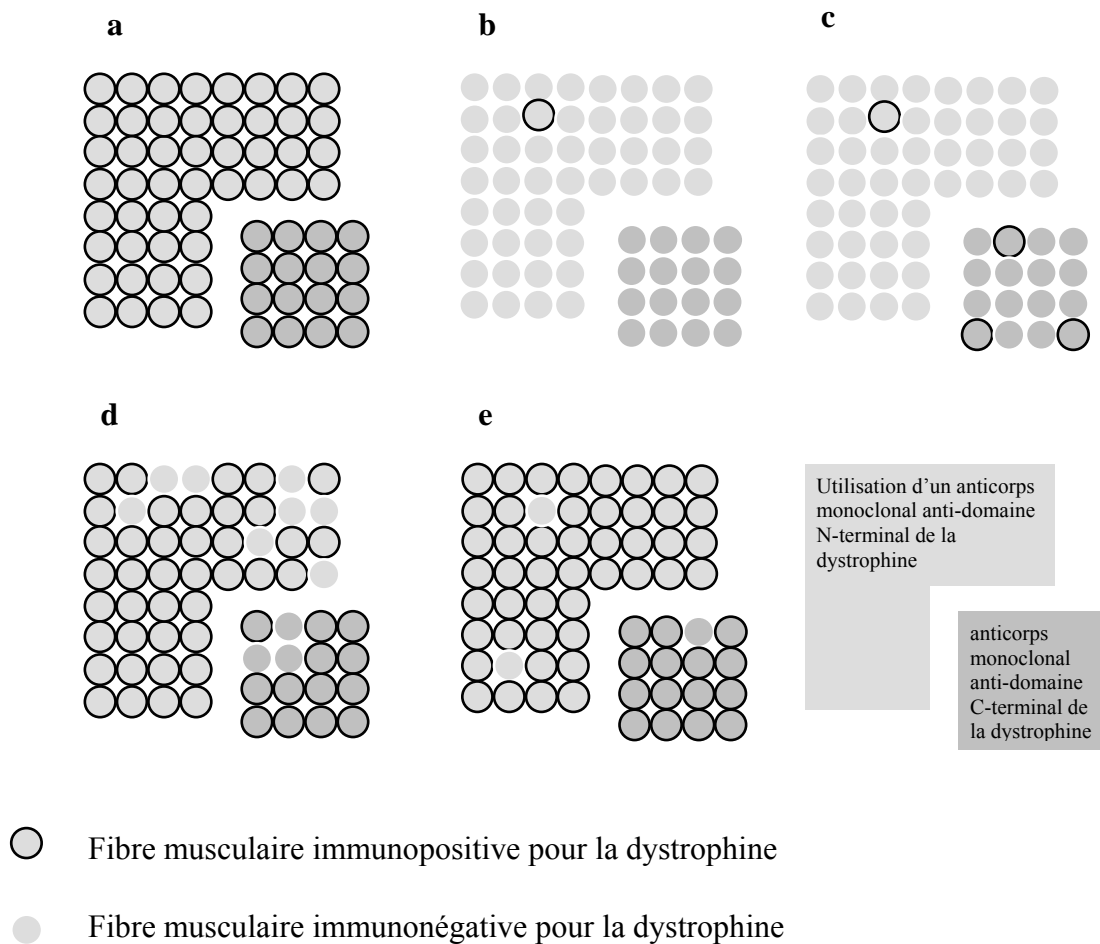 a
b
c
d
e
Utilisation d'un anticorps
monoclonal anti-domaine
N-terminal de la
dystrophine
anticorps
monoclonal
anti-domaine
C-terminal de
la dystrophine
Fibre musculaire immunopositive pour la dystrophine
Fibre musculaire immunonégative pour la dystrophine